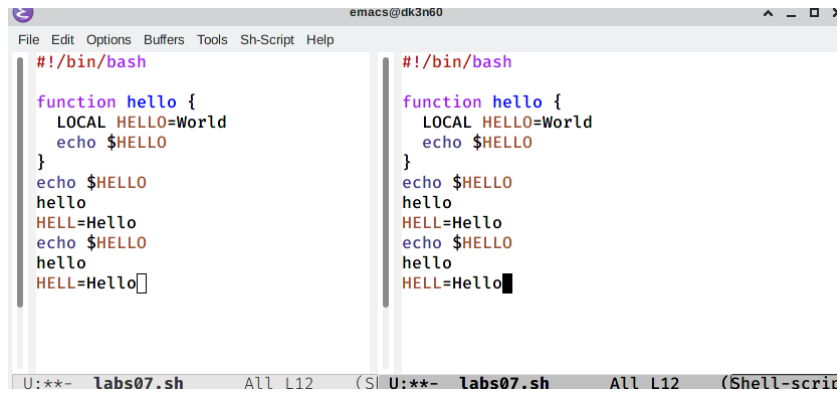 emacs@dk3n60
File Edit Options Buffers Tools Sh-Script Help
#!/bin/bash
function hello {
LOCAL HELLO=World
echo $HELLO
}
echo $HELLO
hello
HELL=Hello
echo $HELLO
hello
HELL=Hello
U:**- labs07.sh All L12 (S
#!/bin/bash
function hello {
LOCAL HELLO=World
echo $HELLO
}
echo $HELLO
hello
HELL=Hello
echo $HELLO
hello
HELL=Hello
U:**- labs07.sh All L12 (Shell-scrip